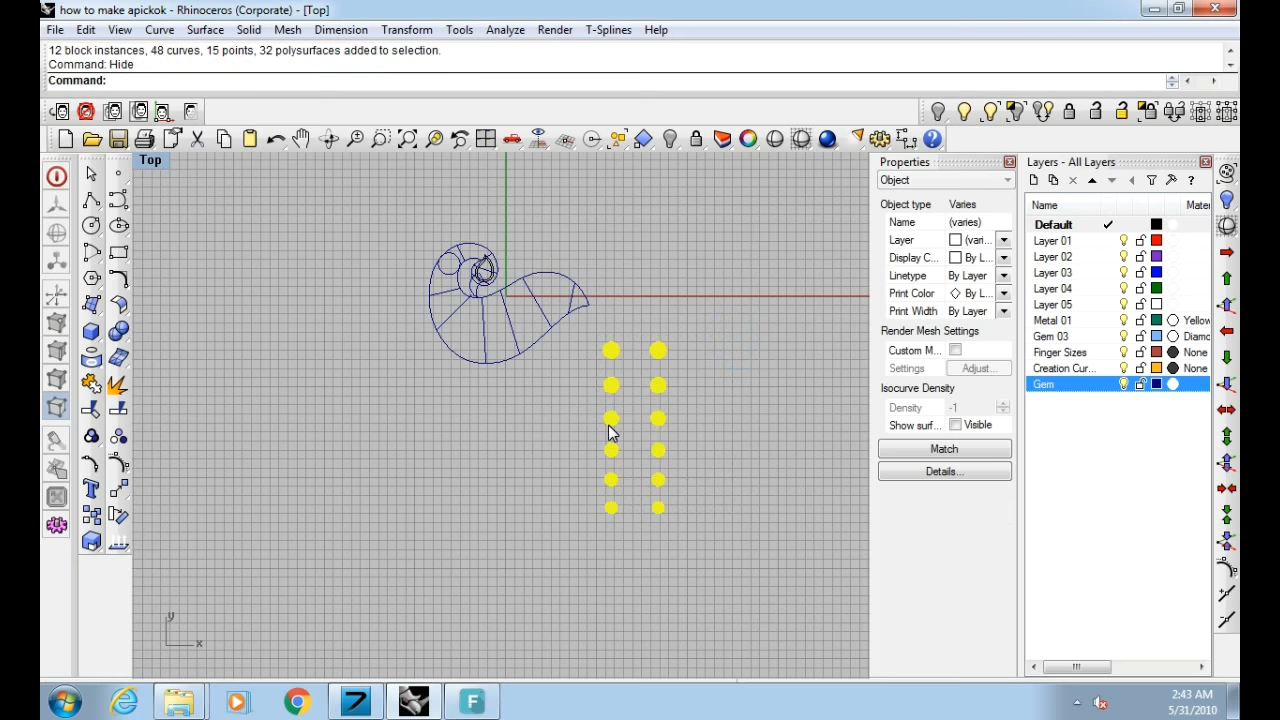 how to make apickok - Rhinoceros (Corporate) - [Top]
File Edit View Curve Surface Solid Mesh Dimension Transform Tools Analyze Render T-Splines Help
12 block instances, 48 curves, 15 points, 32 polysurfaces added to selection.
Command: Hide
Command:
Top
Properties
Object
Object type Varies
Name (varies)
Layer (vari...
Display C... By L...
Linetype By Layer
Print Color By L...
Print Width By Layer
Render Mesh Settings
Custom M...
Settings Adjust...
Isocurve Density
Density -1
Show surf... Visible
Match
Details...
Layers - All Layers
Name Mater
Default
Layer 01
Layer 02
Layer 03
Layer 04
Layer 05
Metal 01 Yellow
Gem 03 Diamo
Finger Sizes None
Creation Cur... None
Gem
y
x
2:43 AM
5/31/2010